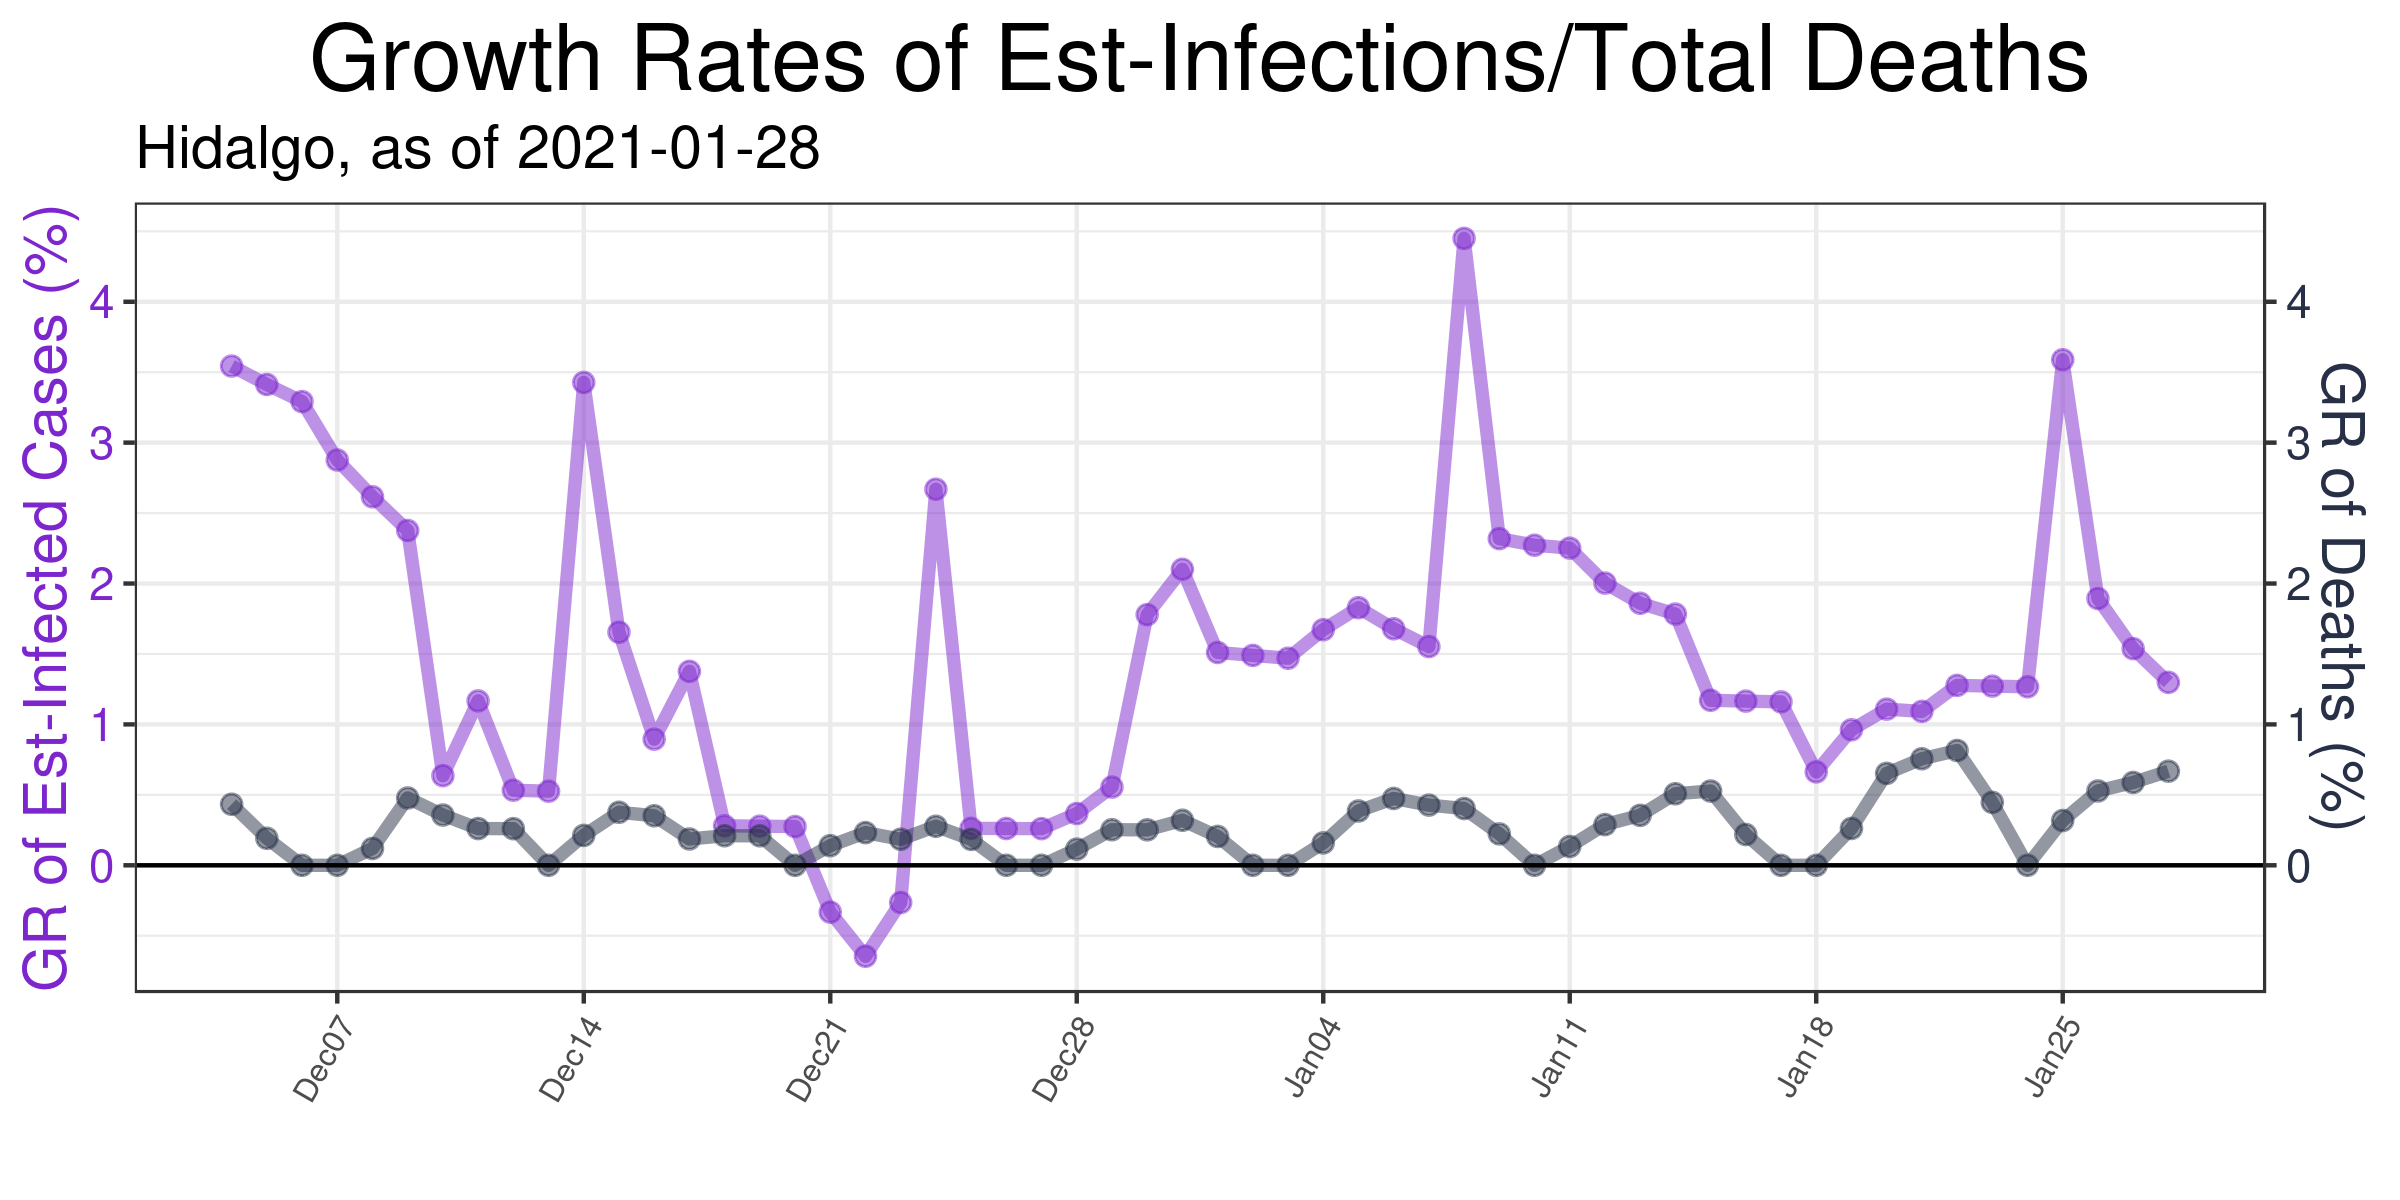 Growth Rates of Est-Infections/Total Deaths
Hidalgo, as of 2021-01-28
GR of Est-Infected Cases (%)
4
3
2
1
0
4
3
2
1
0
GR of Deaths (%)
Dec07
Dec14
Dec21
Dec28
Jan04
Jan11
Jan18
Jan25